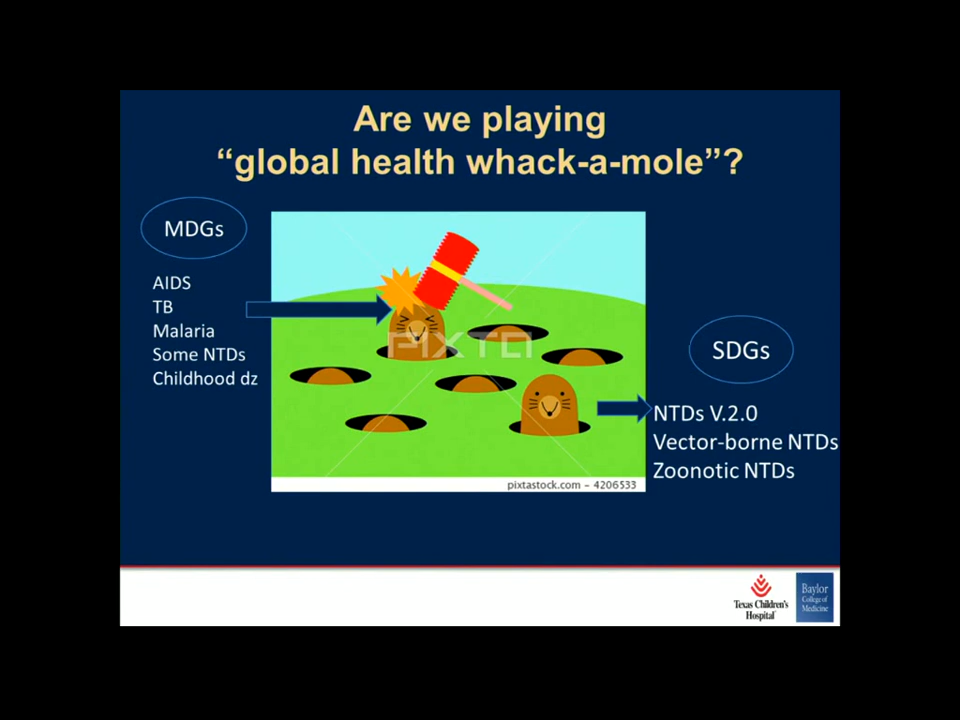 Are we playing
“global health whack-a-mole”?
MDGs
AIDS
TB
Malaria
Some NTDs
Childhood dz
PIXTA
SDGs
NTDs V.2.0
Vector-borne NTDs
Zoonotic NTDs
pixtastock.com - 4206533
Texas Children's
Hospital
Baylor
College of
Medicine